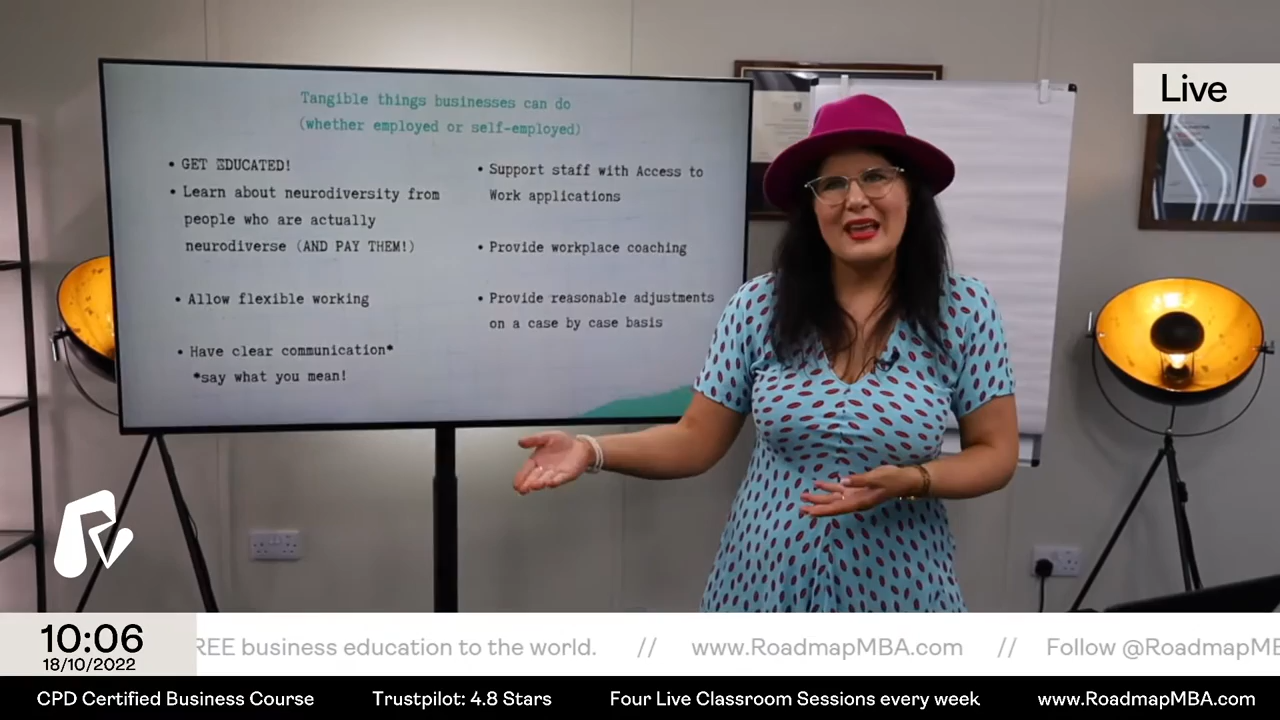 Tangible things businesses can do
(whether employed or self-employed)
• GET EDUCATED!
• Learn about neurodiversity from
people who are actually
neurodiverse (AND PAY THEM!)
• Allow flexible working
• Have clear communication*
*say what you mean!
• Support staff with Access to
Work applications
• Provide workplace coaching
• Provide reasonable adjustments
on a case by case basis
Live
10:06
18/10/2022
REE business education to the world. // www.RoadmapMBA.com // Follow @RoadmapMB
CPD Certified Business Course Trustpilot: 4.8 Stars Four Live Classroom Sessions every week www.RoadmapMBA.com